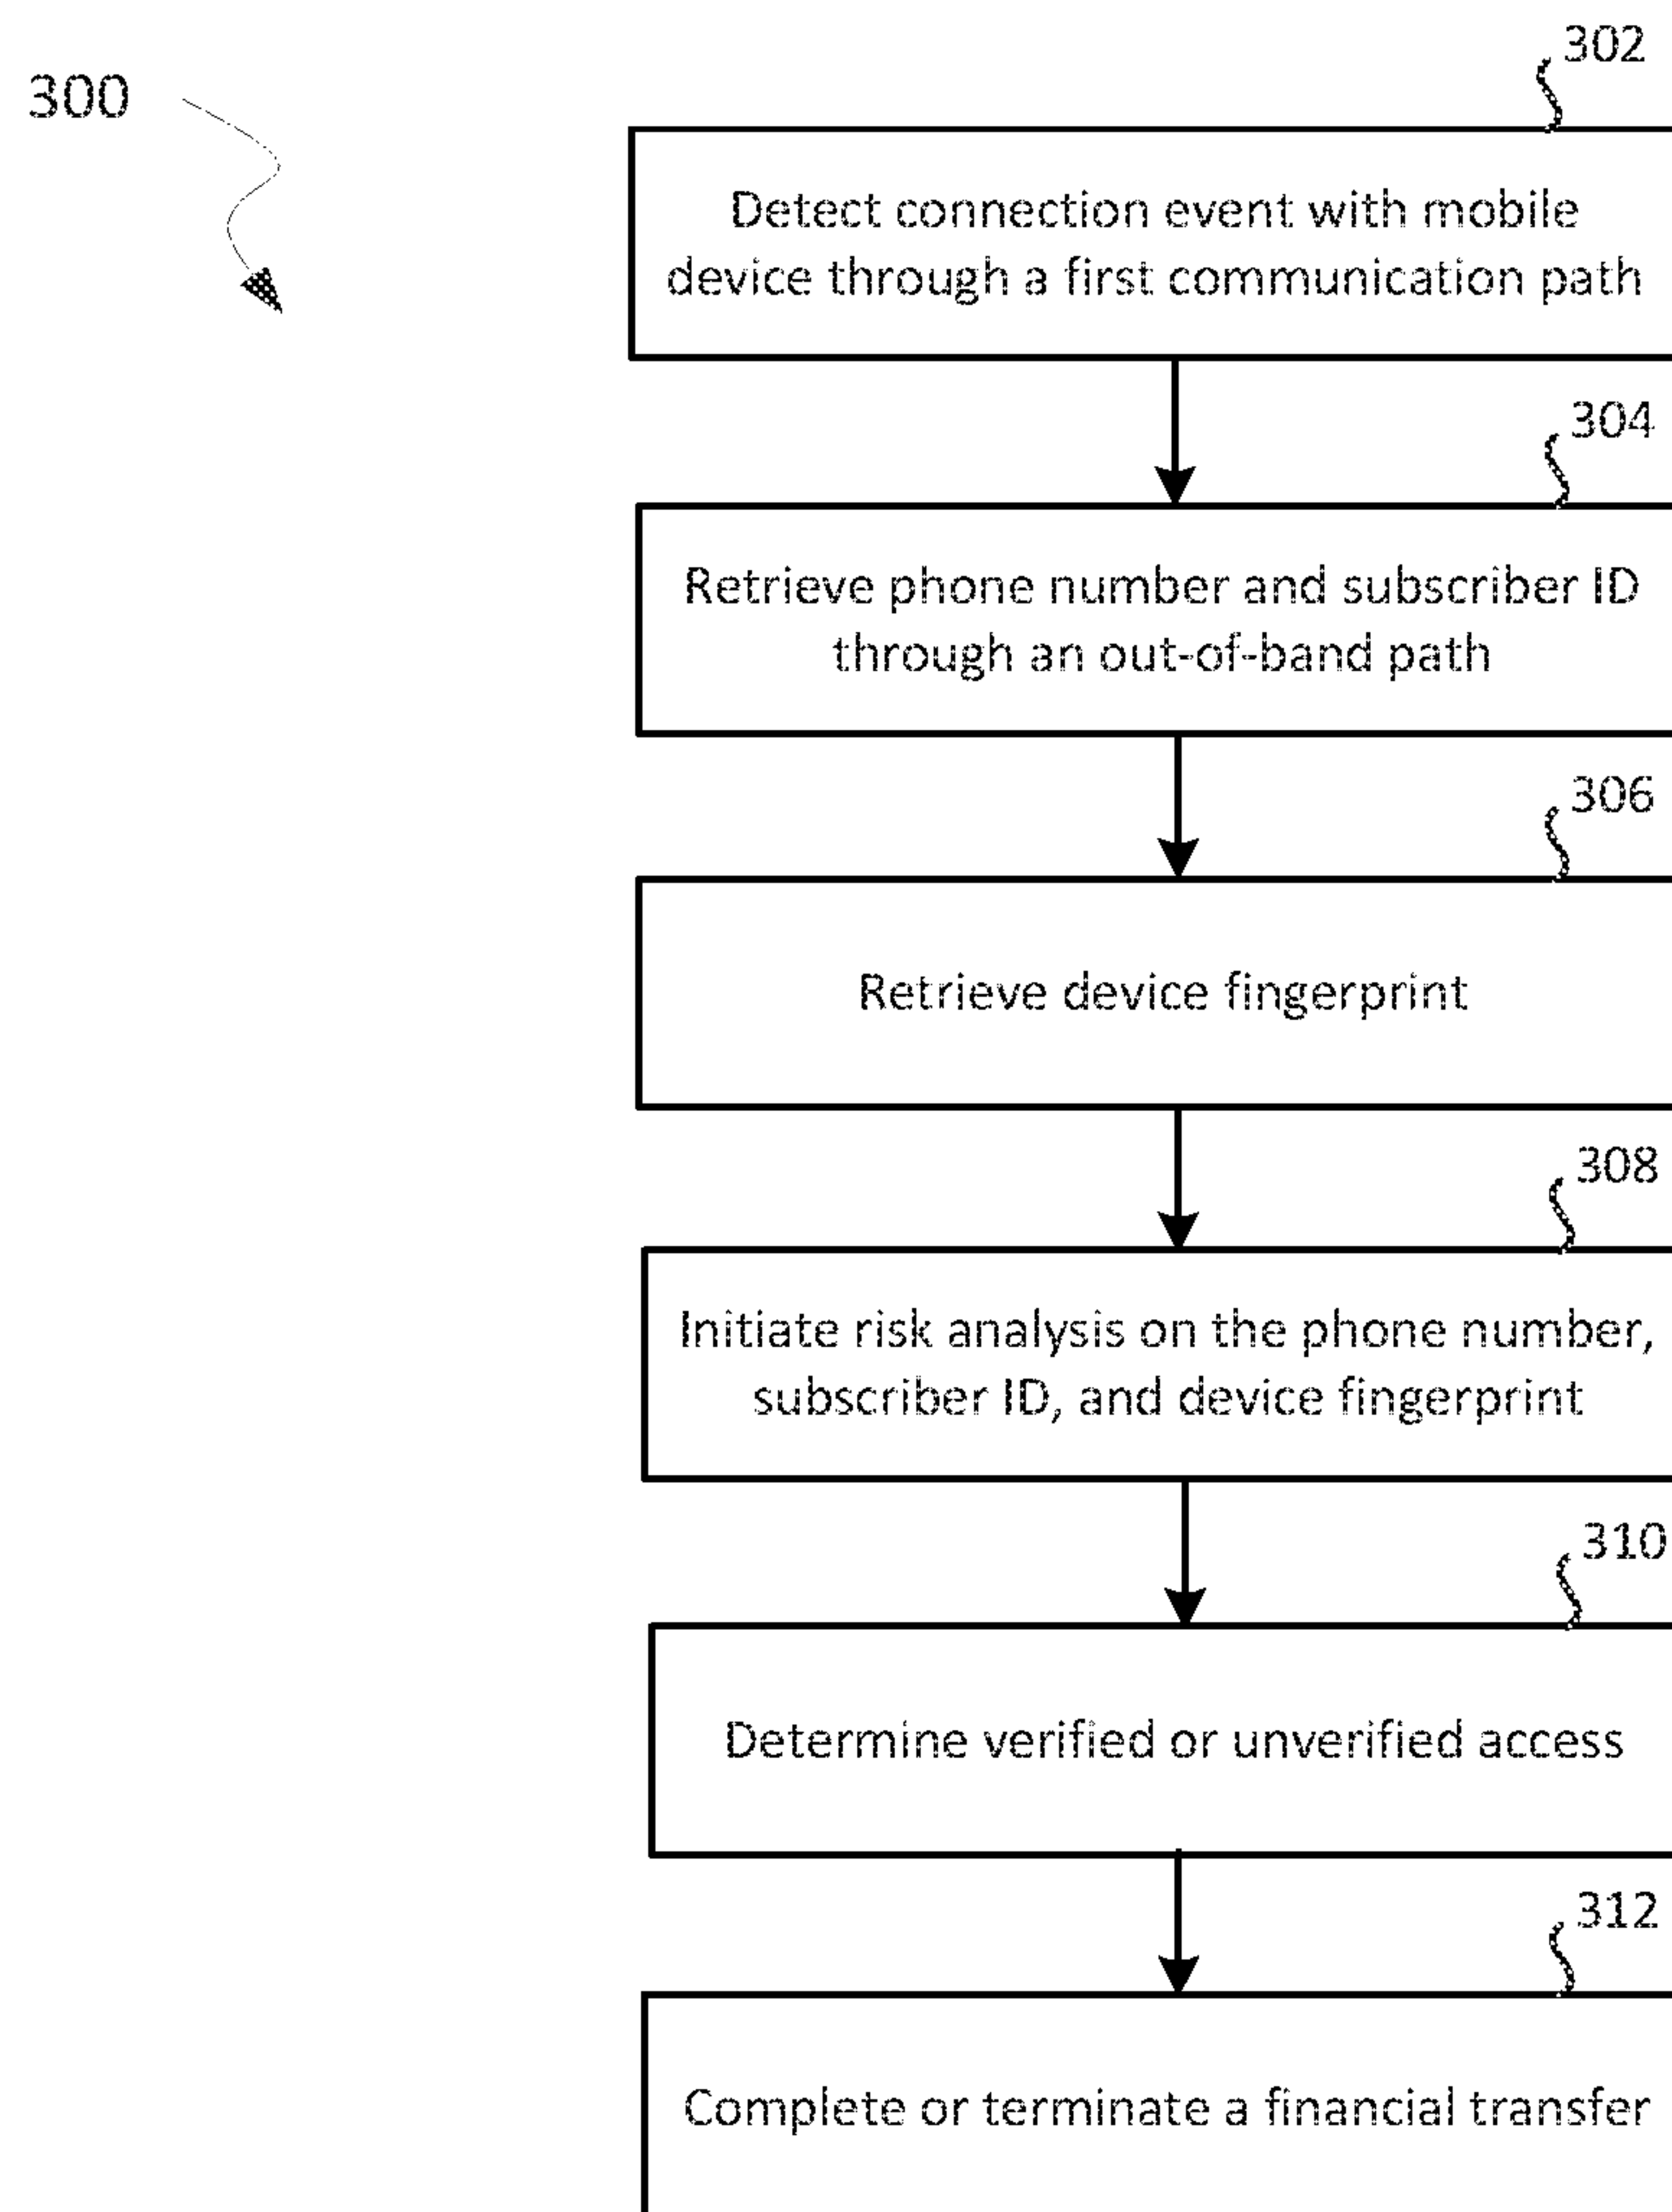 302
300
Detect connection event with mobile
device through a first communication path
304
Retrieve phone number and subscriber ID
through an out-of-band path
306
Retrieve device fingerprint
308
Initiate risk analysis on the phone number,
subscriber ID, and device fingerprint
310
Determine verified or unverified access
312
Complete or terminate a financial transfer